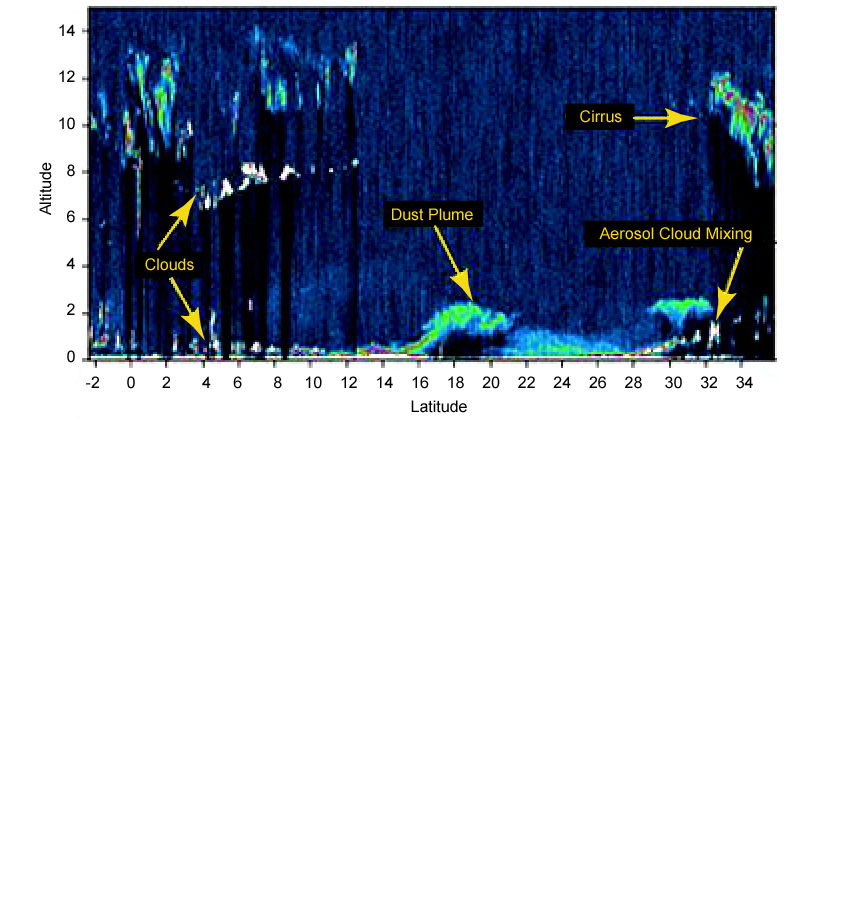 14
12
10
8
6
4
2
0
Altitude
Cirrus
Dust Plume
Aerosol Cloud Mixing
Clouds
-2 0 2 4 6 8 10 12 14 16 18 20 22 24 26 28 30 32 34
Latitude